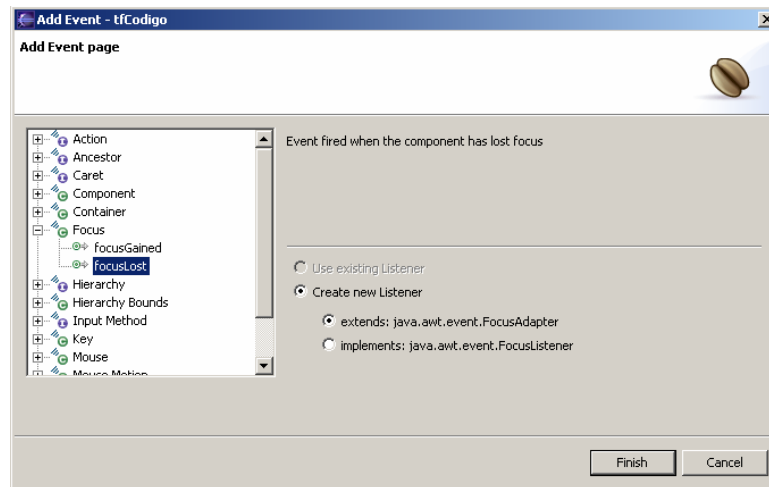 Add Event - tfCodigo
Add Event page
Action
Ancestor
Caret
Component
Container
Focus
focusGained
focusLost
Hierarchy
Hierarchy Bounds
Input Method
Key
Mouse
Mouse Motion
Event fired when the component has lost focus
Use existing Listener
Create new Listener
extends: java.awt.event.FocusAdapter
implements: java.awt.event.FocusListener
Finish
Cancel